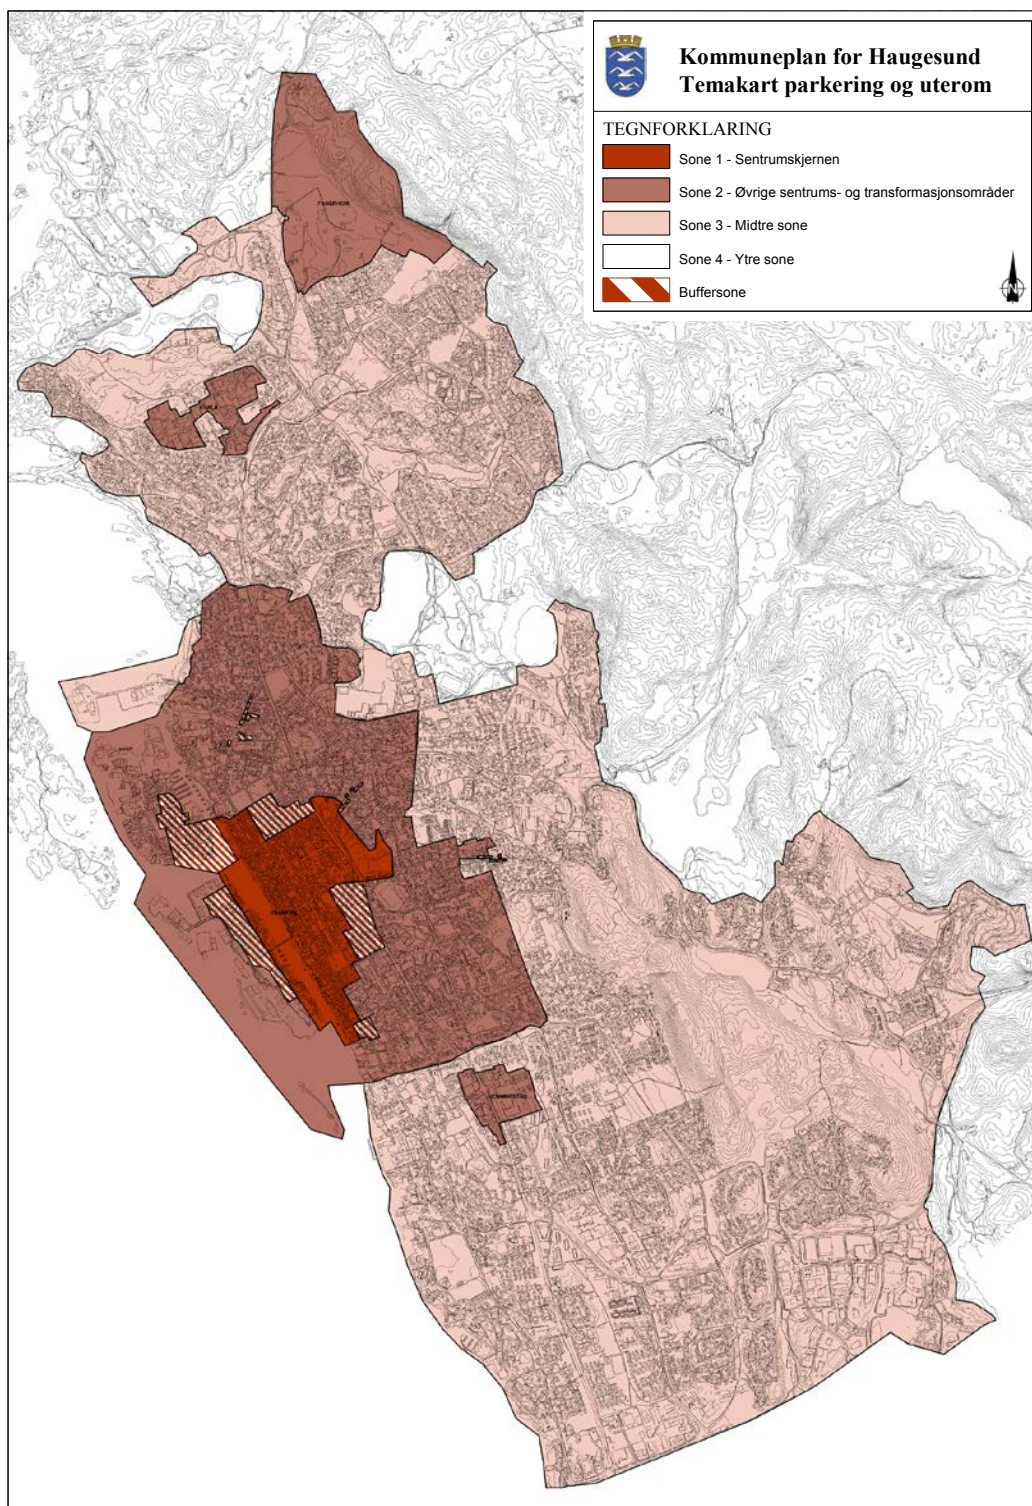 Kommuneplan for Haugesund
Temakart parkering og uterom
TEGNFORKLARING
Sone 1 - Sentrumskjernen
Sone 2 - Øvrige sentrums- og transformasjonsområder
Sone 3 - Midtre sone
Sone 4 - Ytre sone
Buffersone
N